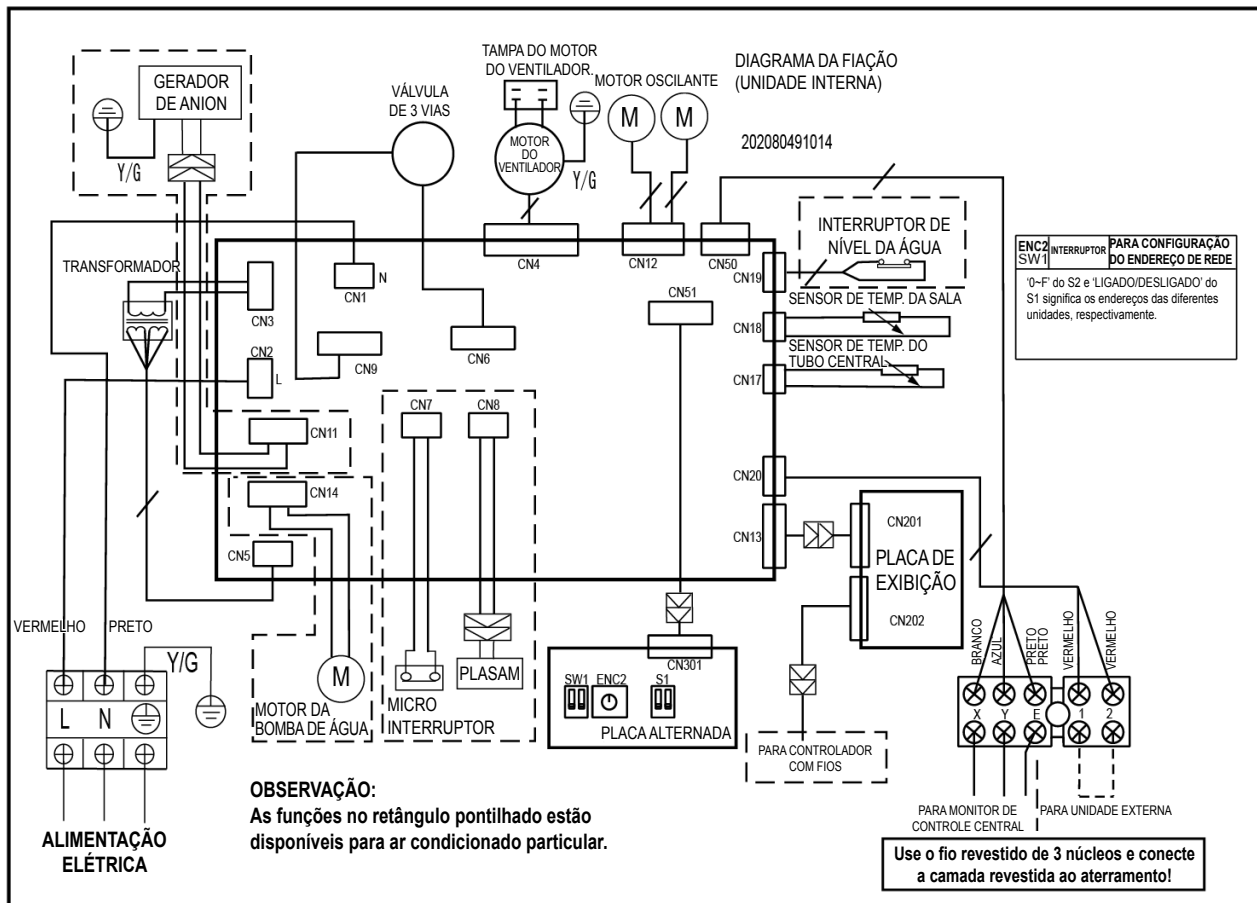 DIAGRAMA DA FIAÇÃO
(UNIDADE INTERNA)
202080491014
GERADOR
DE ANION
Y/G
VÁLVULA
DE 3 VIAS
TAMPA DO MOTOR
DO VENTILADOR.
MOTOR
DO
VENTILADOR
Y/G
MOTOR OSCILANTE
M
M
TRANSFORMADOR
CN3
CN1
N
CN2
L
CN9
CN6
CN4
CN12
CN50
CN51
CN19
INTERRUPTOR DE
NÍVEL DA ÁGUA
SENSOR DE TEMP. DA SALA
CN18
SENSOR DE TEMP. DO
TUBO CENTRAL
CN17
ENC2
SW1
INTERRUPTOR
PARA CONFIGURAÇÃO
DO ENDEREÇO DE REDE
'0~F' do S2 e 'LIGADO/DESLIGADO' do
S1 significa os endereços das diferentes
unidades, respectivamente.
CN11
CN14
CN5
CN7
CN8
CN20
CN13
CN201
PLACA DE
EXIBIÇÃO
CN202
VERMELHO
PRETO
Y/G
L
N
ALIMENTAÇÃO
ELÉTRICA
M
MOTOR DA
BOMBA DE ÁGUA
MICRO
INTERRUPTOR
PLASAM
CN301
SW1
ENC2
S1
PLACA ALTERNADA
PARA CONTROLADOR
COM FIOS
BRANCO
AZUL
PRETO
PRETO
VERMELHO
VERMELHO
X
Y
E
1
2
PARA MONITOR DE
CONTROLE CENTRAL
PARA UNIDADE EXTERNA
OBSERVAÇÃO:
As funções no retângulo pontilhado estão
disponíveis para ar condicionado particular.
Use o fio revestido de 3 núcleos e conecte
a camada revestida ao aterramento!